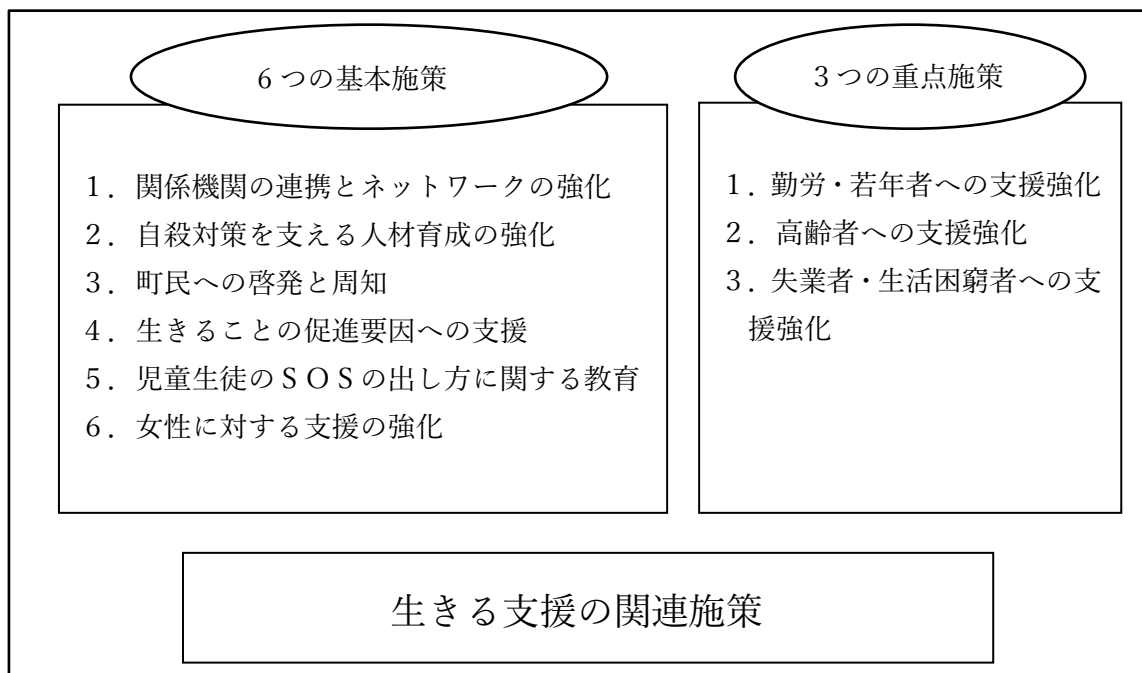 6つの基本施策
1．関係機関の連携とネットワークの強化
2．自殺対策を支える人材育成の強化
3．町民への啓発と周知
4．生きることの促進要因への支援
5．児童生徒のＳＯＳの出し方に関する教育
6．女性に対する支援の強化
3つの重点施策
1．勤労・若年者への支援強化
2．高齢者への支援強化
3．失業者・生活困窮者への支
援強化
生きる支援の関連施策